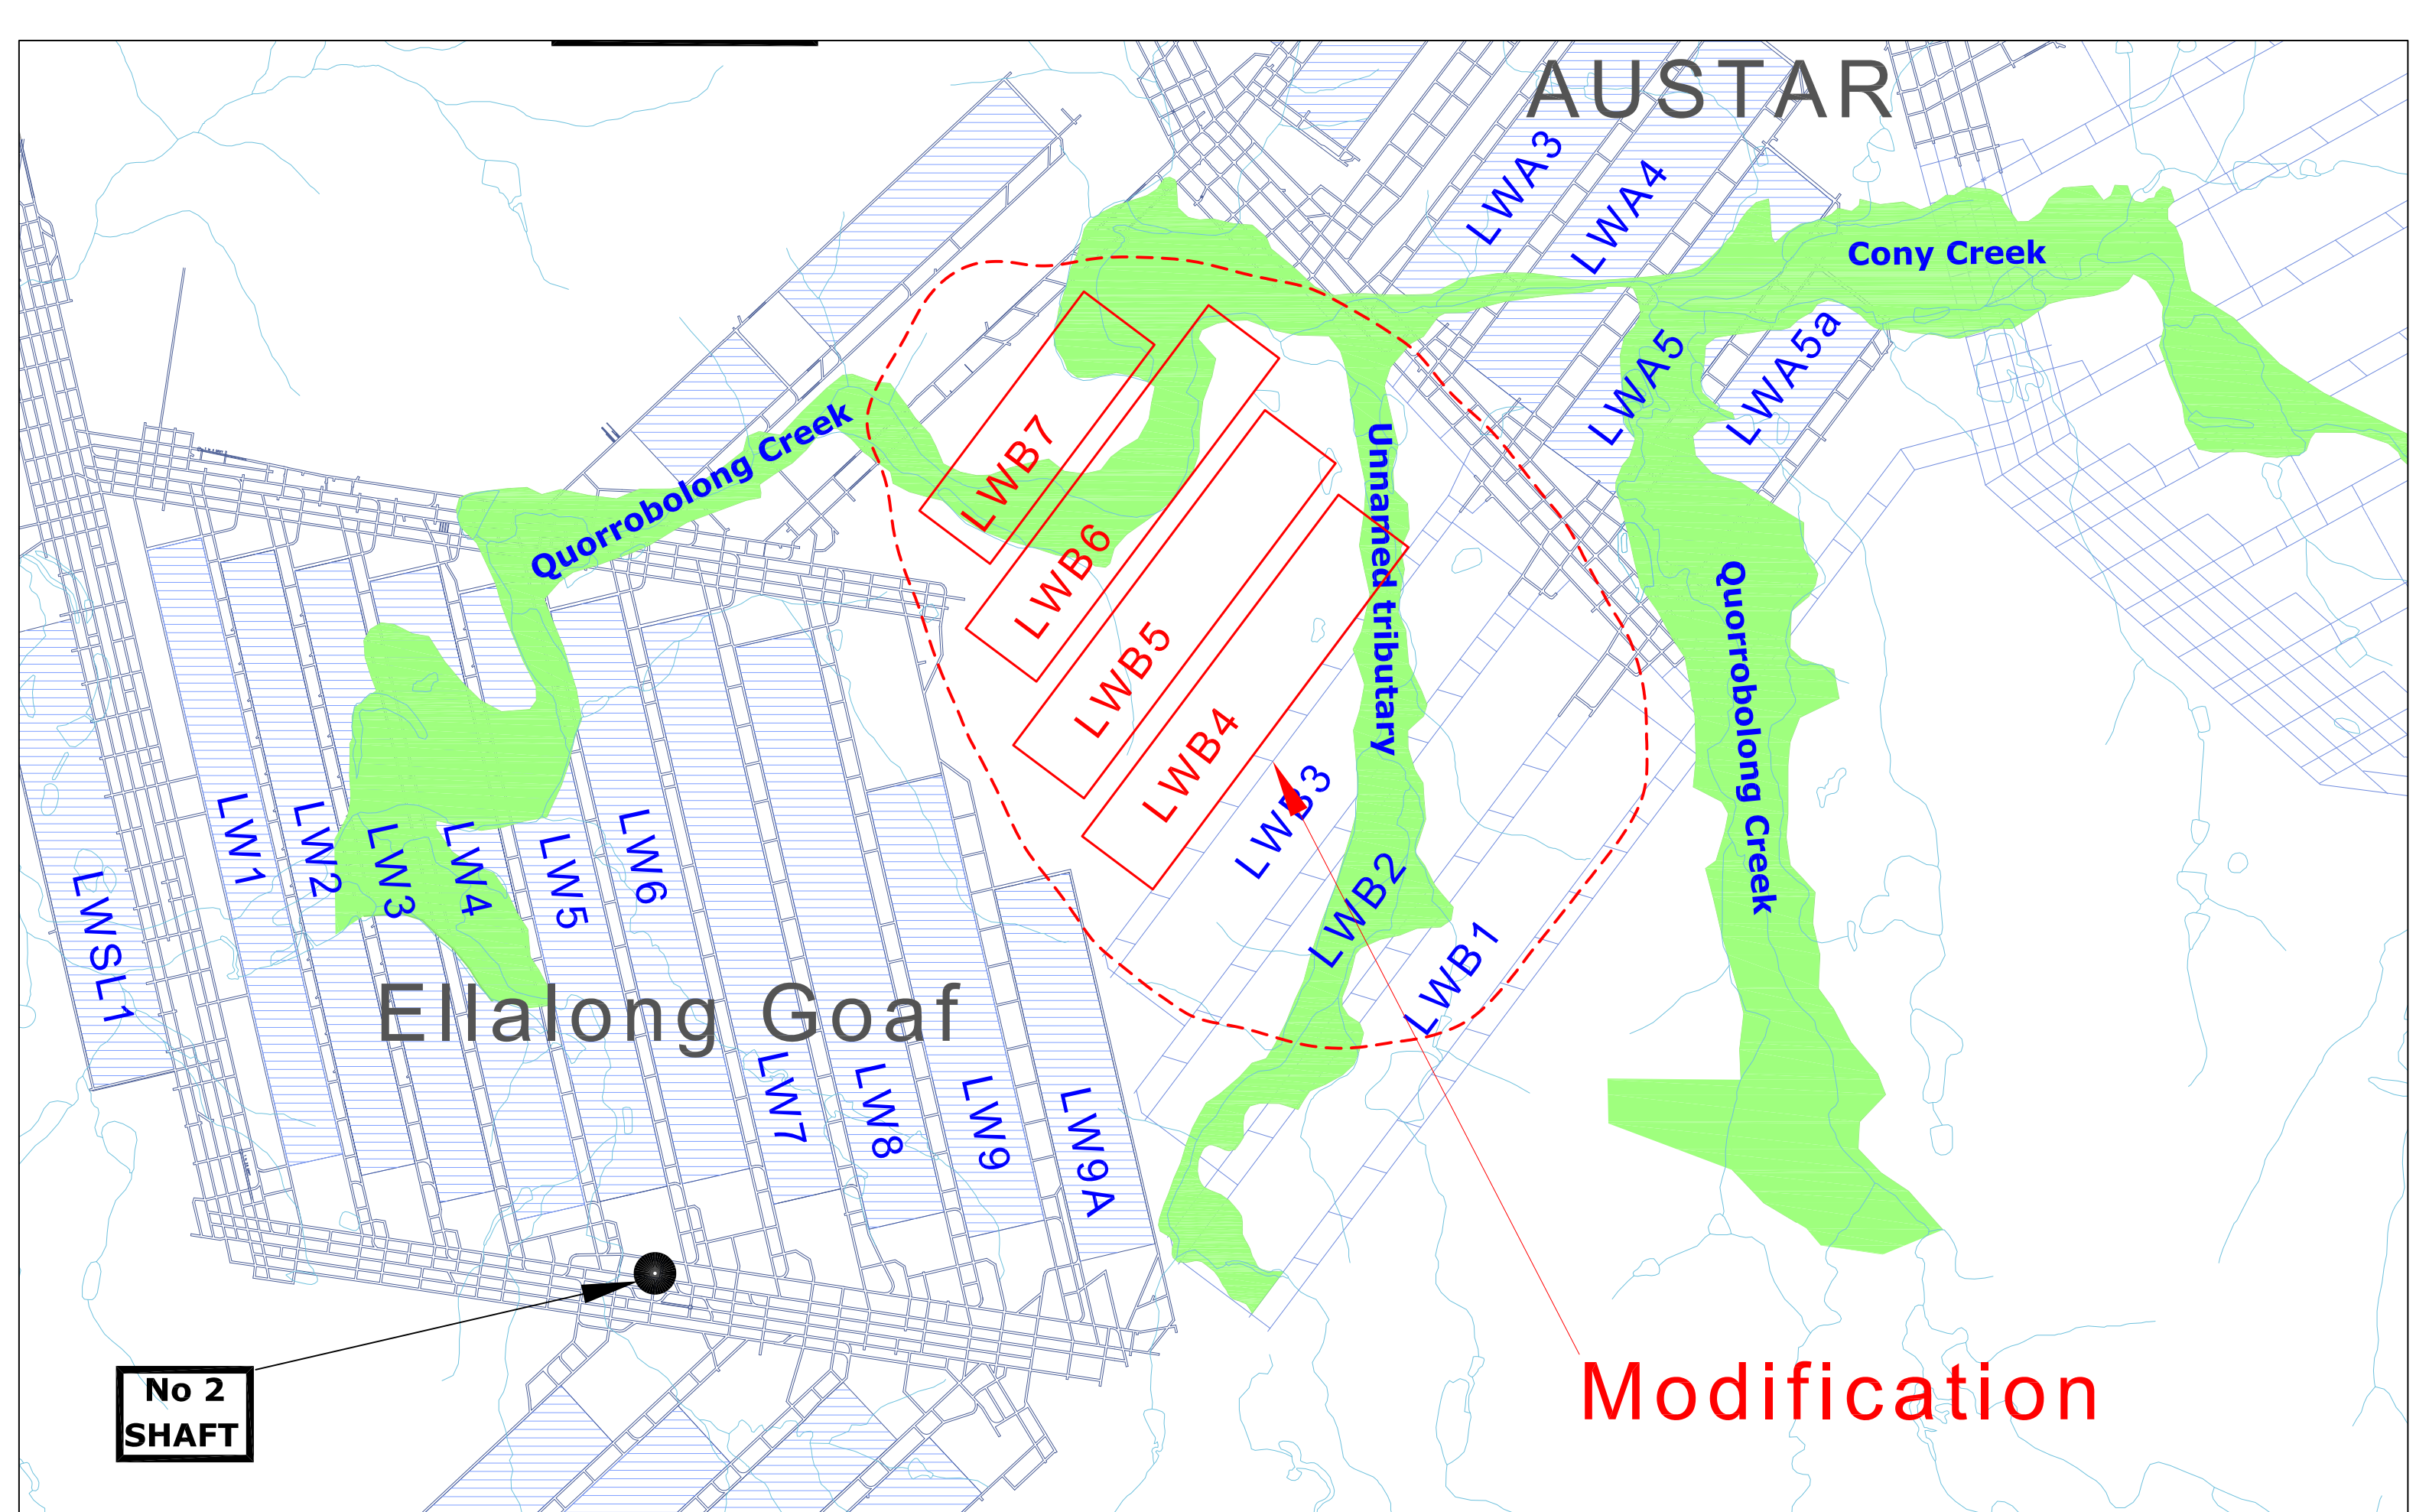 AUSTAR
LWA3
LWA4
Cony Creek
LWA5
LWA5a
Quorrobolong Creek
LWB7
LWB6
LWB5
LWB4
Unnamed tributary
Quorrobolong Creek
LWB3
LWB2
LWB1
LWSL1
LW1
LW2
LW3
LW4
LW5
LW6
Ellalong Goaf
LW7
LW8
LW9
LW9A
Modification
No 2
SHAFT